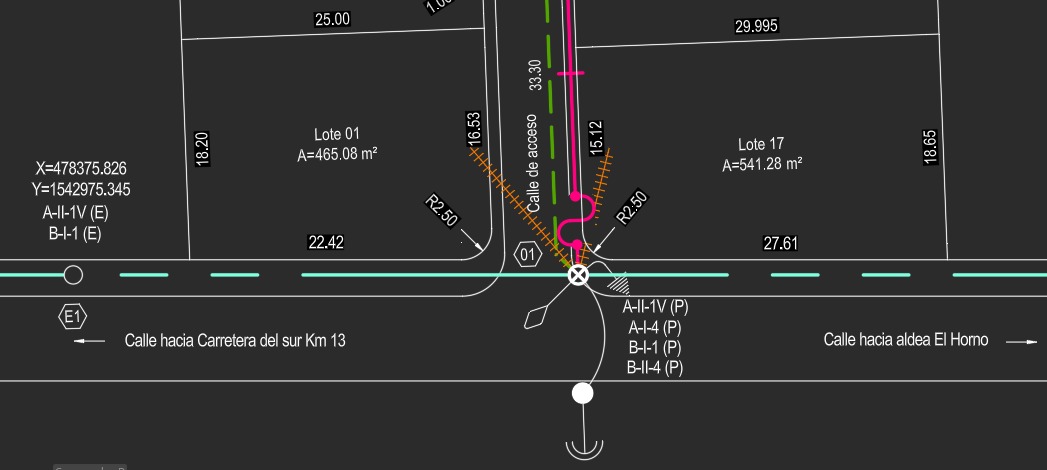 25.00
1.00
29.995
33.30
Calle de acceso
16.53
15.12
18.20
18.65
Lote 01
A=465.08 m²
Lote 17
A=541.28 m²
X=478375.826
Y=1542975.345
A-II-1V (E)
B-I-1 (E)
R2.50
R2.50
22.42
01
27.61
E1
A-II-1V (P)
A-I-4 (P)
B-I-1 (P)
B-II-4 (P)
Calle hacia Carretera del sur Km 13
Calle hacia aldea El Horno